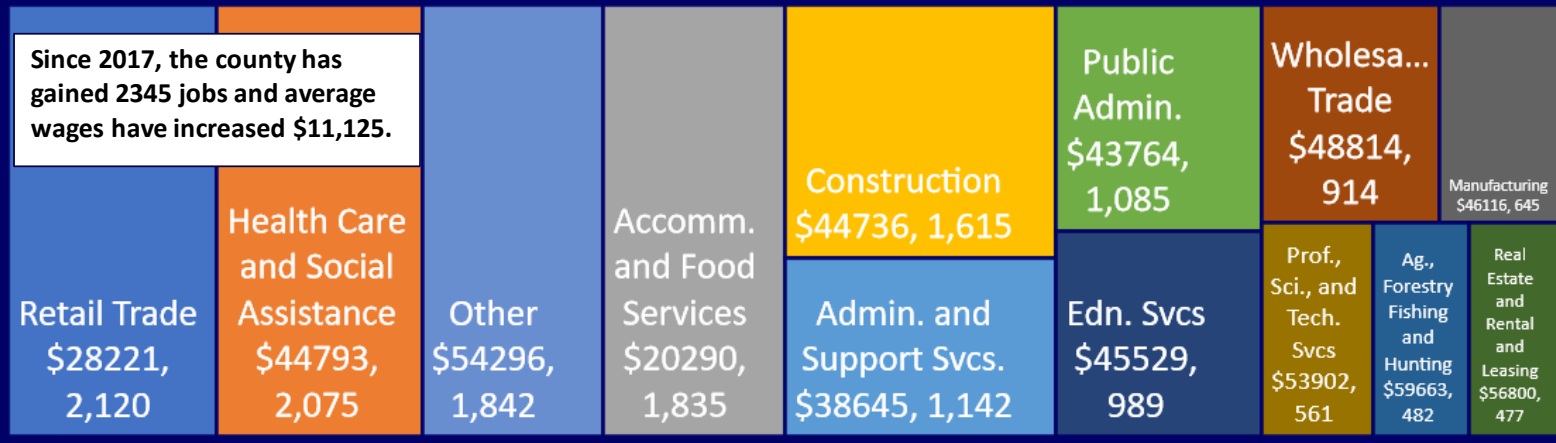 Since 2017, the county has
gained 2345 jobs and average
wages have increased $11,125.
Retail Trade
$28221,
2,120
Health Care
and Social
Assistance
$44793,
2,075
Other
$54296,
1,842
Accomm.
and Food
Services
$20290,
1,835
Construction
$44736, 1,615
Admin. and
Support Svcs.
$38645, 1,142
Public
Admin.
$43764,
1,085
Edn. Svcs
$45529,
989
Wholesa...
Trade
$48814,
914
Manufacturing
$46116, 645
Prof.,
Sci., and
Tech.
Svcs
$53902,
561
Ag.,
Forestry
Fishing
and
Hunting
$59663,
482
Real
Estate
and
Rental
and
Leasing
$56800,
477